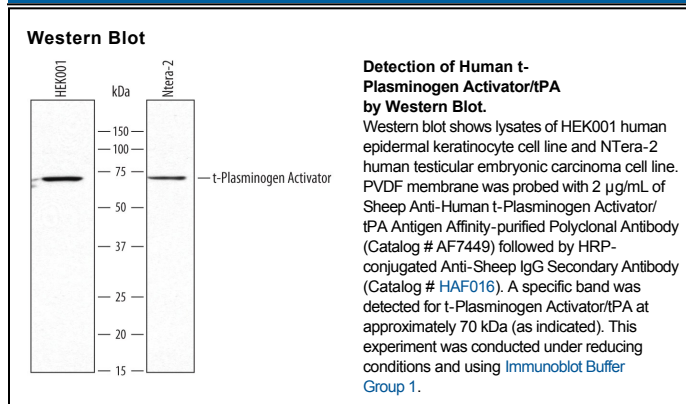 Western Blot
HEK001
kDa
Ntera-2
150
100
75
t-Plasminogen Activator
50
37
25
20
15
Detection of Human t-
Plasminogen Activator/tPA
by Western Blot.
Western blot shows lysates of HEK001 human
epidermal keratinocyte cell line and NTera-2
human testicular embryonic carcinoma cell line.
PVDF membrane was probed with 2 µg/mL of
Sheep Anti-Human t-Plasminogen Activator/
tPA Antigen Affinity-purified Polyclonal Antibody
(Catalog # AF7449) followed by HRP-
conjugated Anti-Sheep IgG Secondary Antibody
(Catalog # HAF016). A specific band was
detected for t-Plasminogen Activator/tPA at
approximately 70 kDa (as indicated). This
experiment was conducted under reducing
conditions and using Immunoblot Buffer
Group 1.